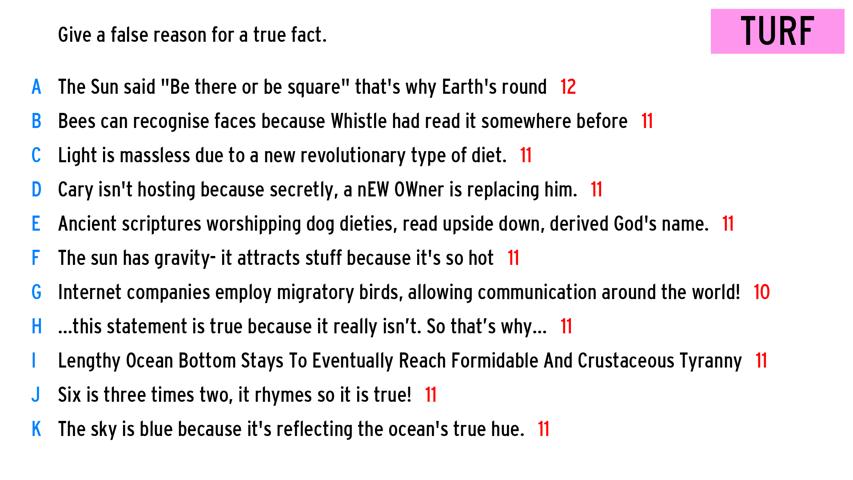 Give a false reason for a true fact.
TURF
A The Sun said "Be there or be square" that's why Earth's round 12
B Bees can recognise faces because Whistle had read it somewhere before 11
C Light is massless due to a new revolutionary type of diet. 11
D Cary isn't hosting because secretly, a nEW OWner is replacing him. 11
E Ancient scriptures worshipping dog dieties, read upside down, derived God's name. 11
F The sun has gravity- it attracts stuff because it's so hot 11
G Internet companies employ migratory birds, allowing communication around the world! 10
H ...this statement is true because it really isn’t. So that’s why... 11
I Lengthy Ocean Bottom Stays To Eventually Reach Formidable And Crustaceous Tyranny 11
J Six is three times two, it rhymes so it is true! 11
K The sky is blue because it's reflecting the ocean's true hue. 11